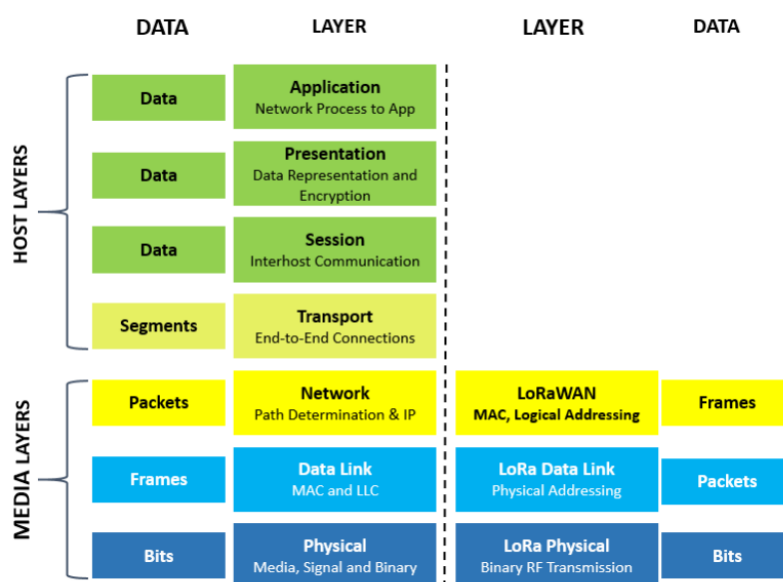 DATA LAYER LAYER DATA
HOST LAYERS
Data
Application
Network Process to App
Data
Presentation
Data Representation and
Encryption
Data
Session
Interhost Communication
Segments
Transport
End-to-End Connections
MEDIA LAYERS
Packets
Network
Path Determination & IP
LoRaWAN
MAC, Logical Addressing
Frames
Frames
Data Link
MAC and LLC
LoRa Data Link
Physical Addressing
Packets
Bits
Physical
Media, Signal and Binary
LoRa Physical
Binary RF Transmission
Bits